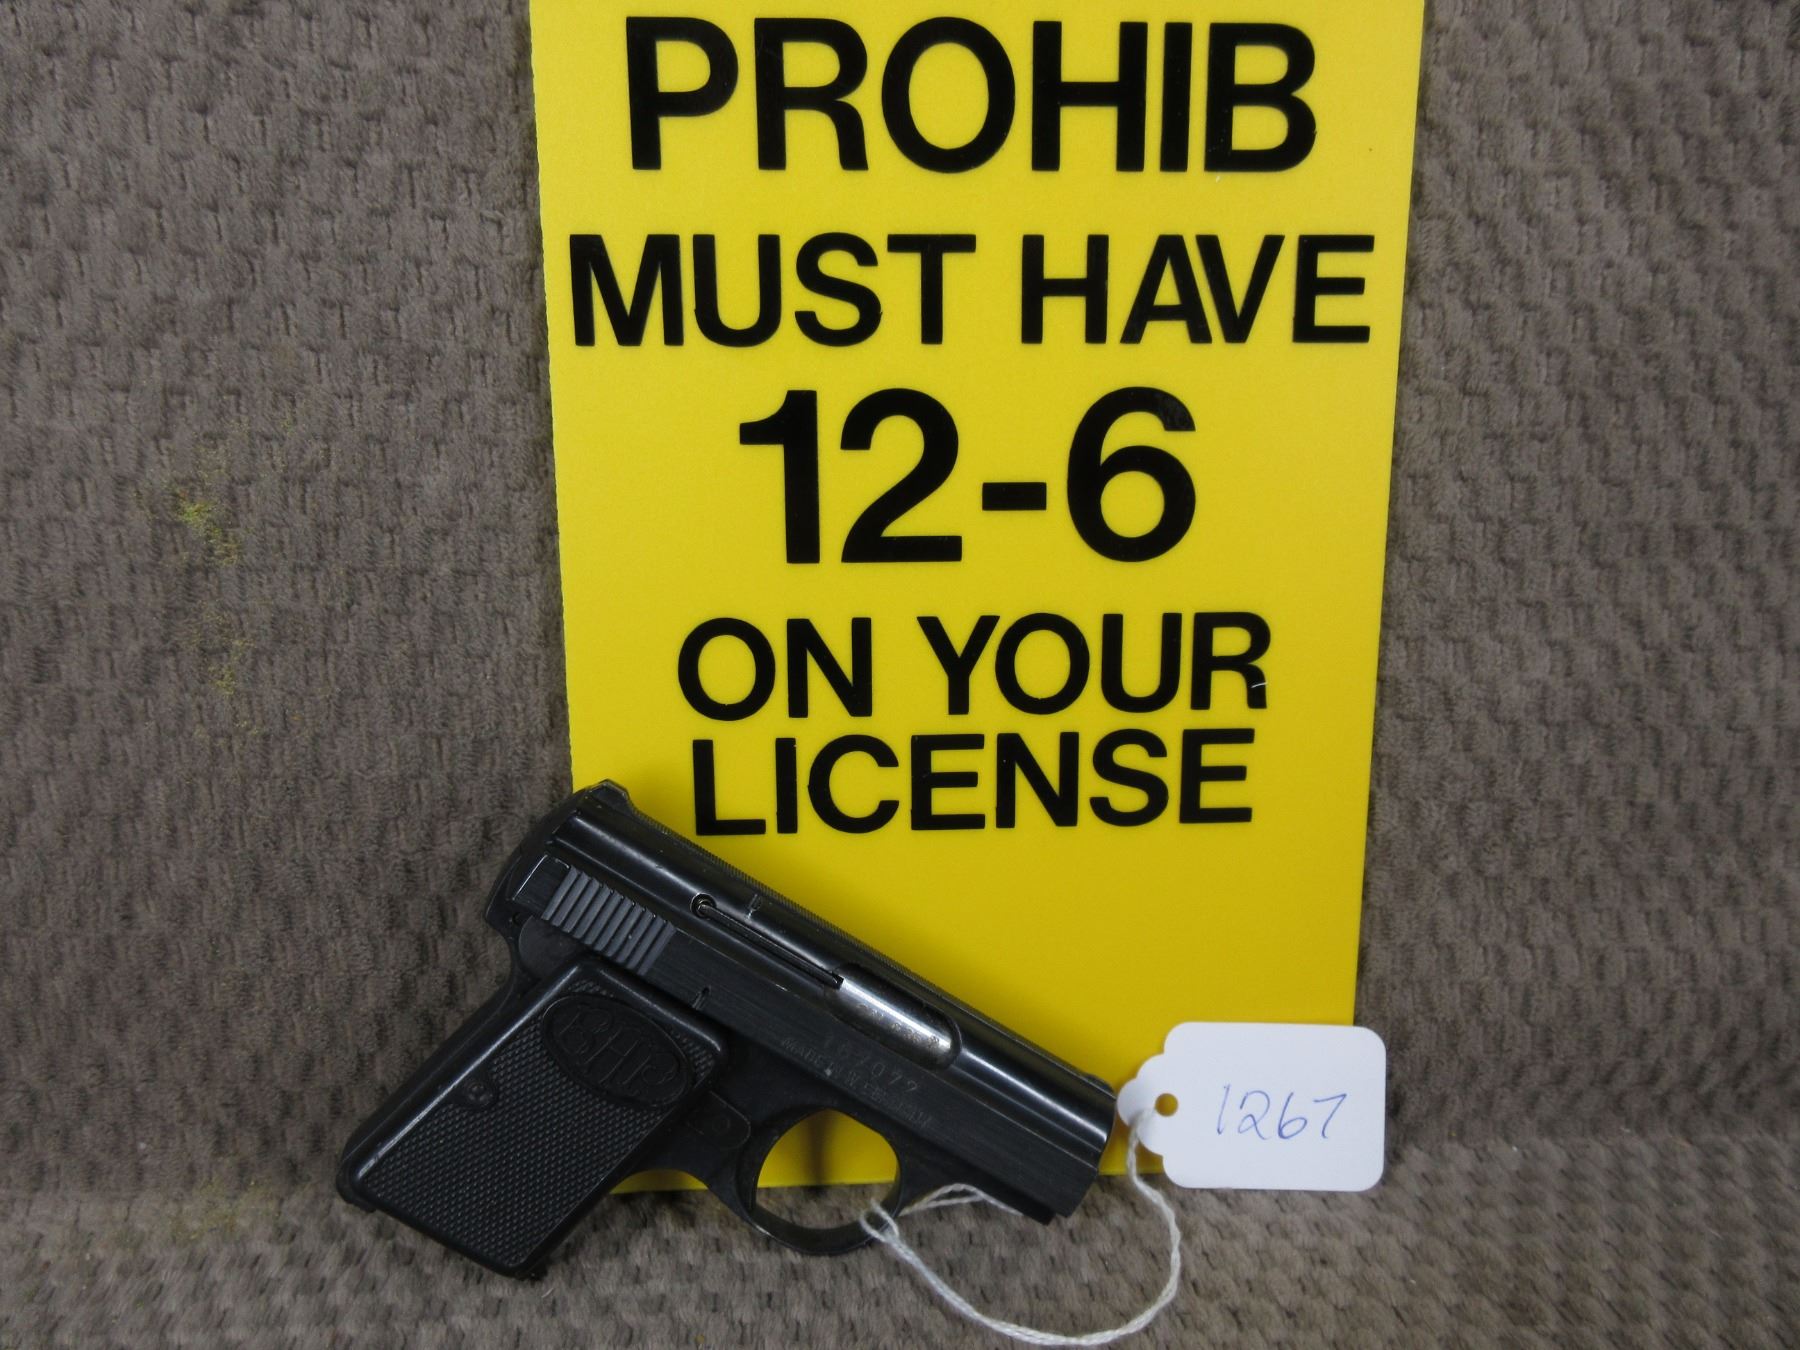 PROHIB
MUST HAVE
12-6
ON YOUR
LICENSE
1267